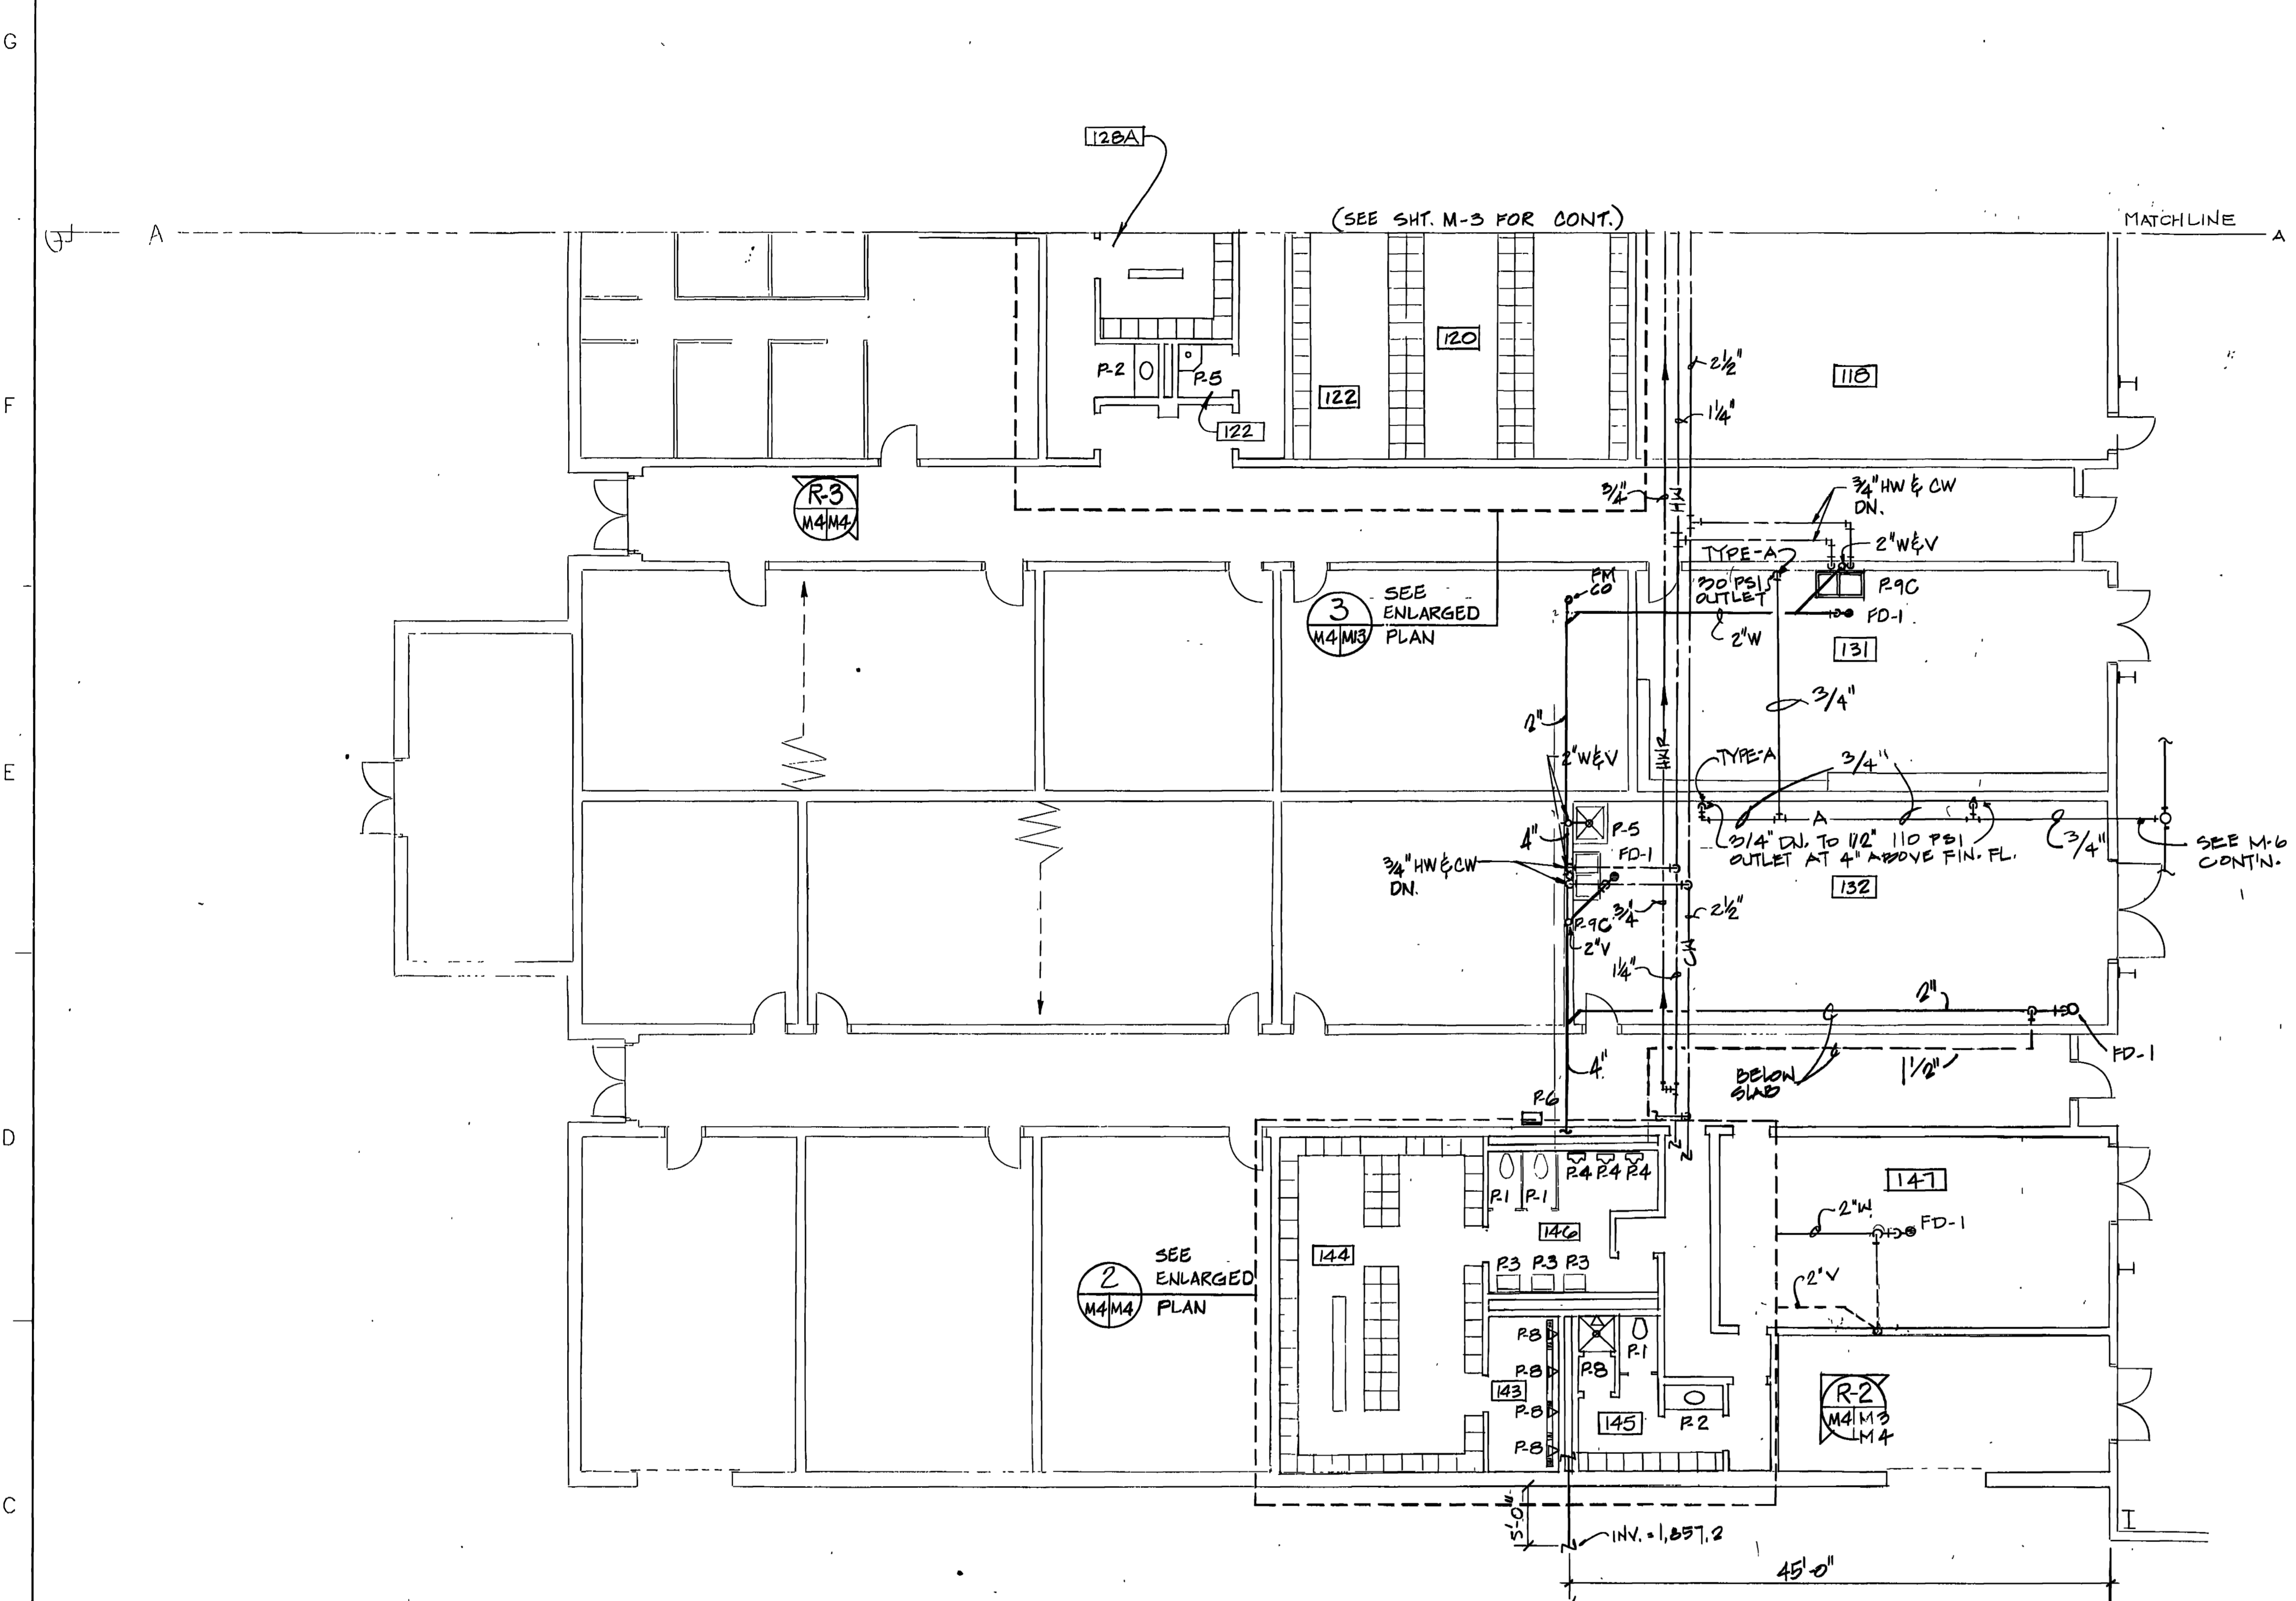 G
128A
(SEE SHT. M-3 FOR CONT.)
MATCHLINE
A
A
120
P-2
P-5
122
122
118
2½"
1¼"
F
R-3
M4 M4
3/4"
3/4" HW & CW
DN.
2" W&V
TYPE-A
30 PSI
OUTLET
P-9C
FD-1
FM
CO
3
M4 M13
SEE
ENLARGED
PLAN
2"W
131
3/4"
2"
2"W&V
HWR
TYPE-A
3/4"
E
A
P-5
4"
FD-1
3/4" DN. TO 1/2" 110 PSI
OUTLET AT 4" ABOVE FIN. FL.
3/4"
SEE M-6
CONT'N.
3/4" HW & CW
DN.
132
P-9C
3/4"
2½"
2"V
CW
1¼"
2"
FD-1
4"
BELOW
SLAB
1 1/2"
P-6
D
P-1
P-1
P-4
P-4
P-4
147
2"W.
FD-1
146
144
SEE
ENLARGED
PLAN
2
M4 M4
P-3
P-3
P-3
2"V
P-8
P-8
P-8
P-8
P-8
P-1
143
145
P-2
R-2
M4 M3
M4
C
5'-0"
INV. = 1,857.2
45'-0"